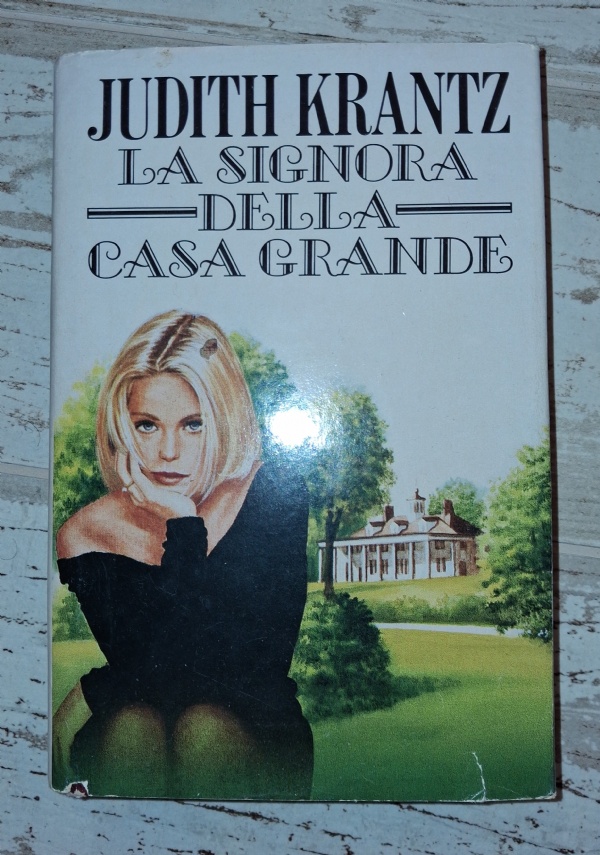 JUDITH KRANTZ
LA SIGNORA
DELLA
CASA GRANDE